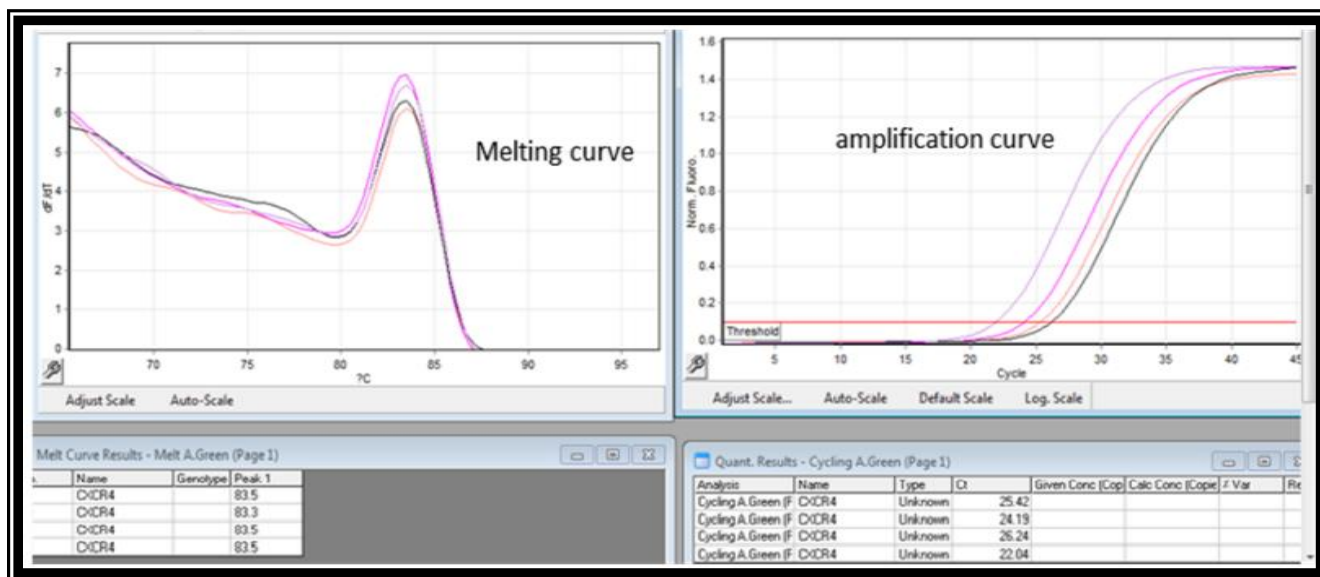 7
6
5
4
3
2
1
0
dF/dT
Melting curve
70 75 80 85 90 95
?C
Adjust Scale Auto-Scale
1.6
1.4
1.2
1.0
0.8
0.6
0.4
0.2
0.0
Norm. Fluoro.
amplification curve
Threshold
5 10 15 20 25 30 35 40 45
Cycle
Adjust Scale... Auto-Scale Default Scale Log. Scale
Melt Curve Results - Melt A.Green (Page 1)
Name Genotype Peak 1
CXCR4 83.5
CXCR4 83.3
CXCR4 83.5
CXCR4 83.5
Quant. Results - Cycling A.Green (Page 1)
Analysis Name Type Ct Given Conc (Cop Calc Conc (Copie % Var Re
Cycling A.Green (F CXCR4 Unknown 25.42
Cycling A.Green (F CXCR4 Unknown 24.19
Cycling A.Green (F CXCR4 Unknown 26.24
Cycling A.Green (F CXCR4 Unknown 22.04